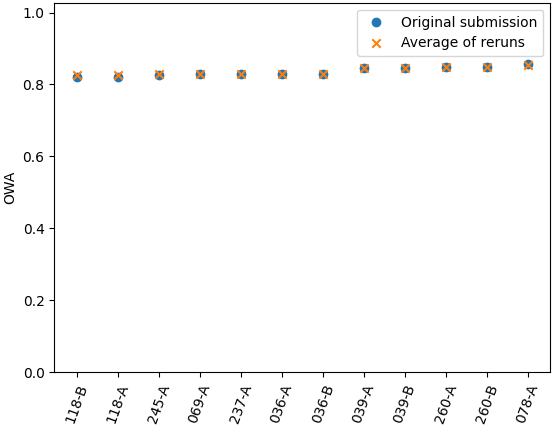 Original submission
Average of reruns
1.0
0.8
0.6
0.4
0.2
0.0
OWA
118-B
118-A
245-A
069-A
237-A
036-A
036-B
039-A
039-B
260-A
260-B
078-A